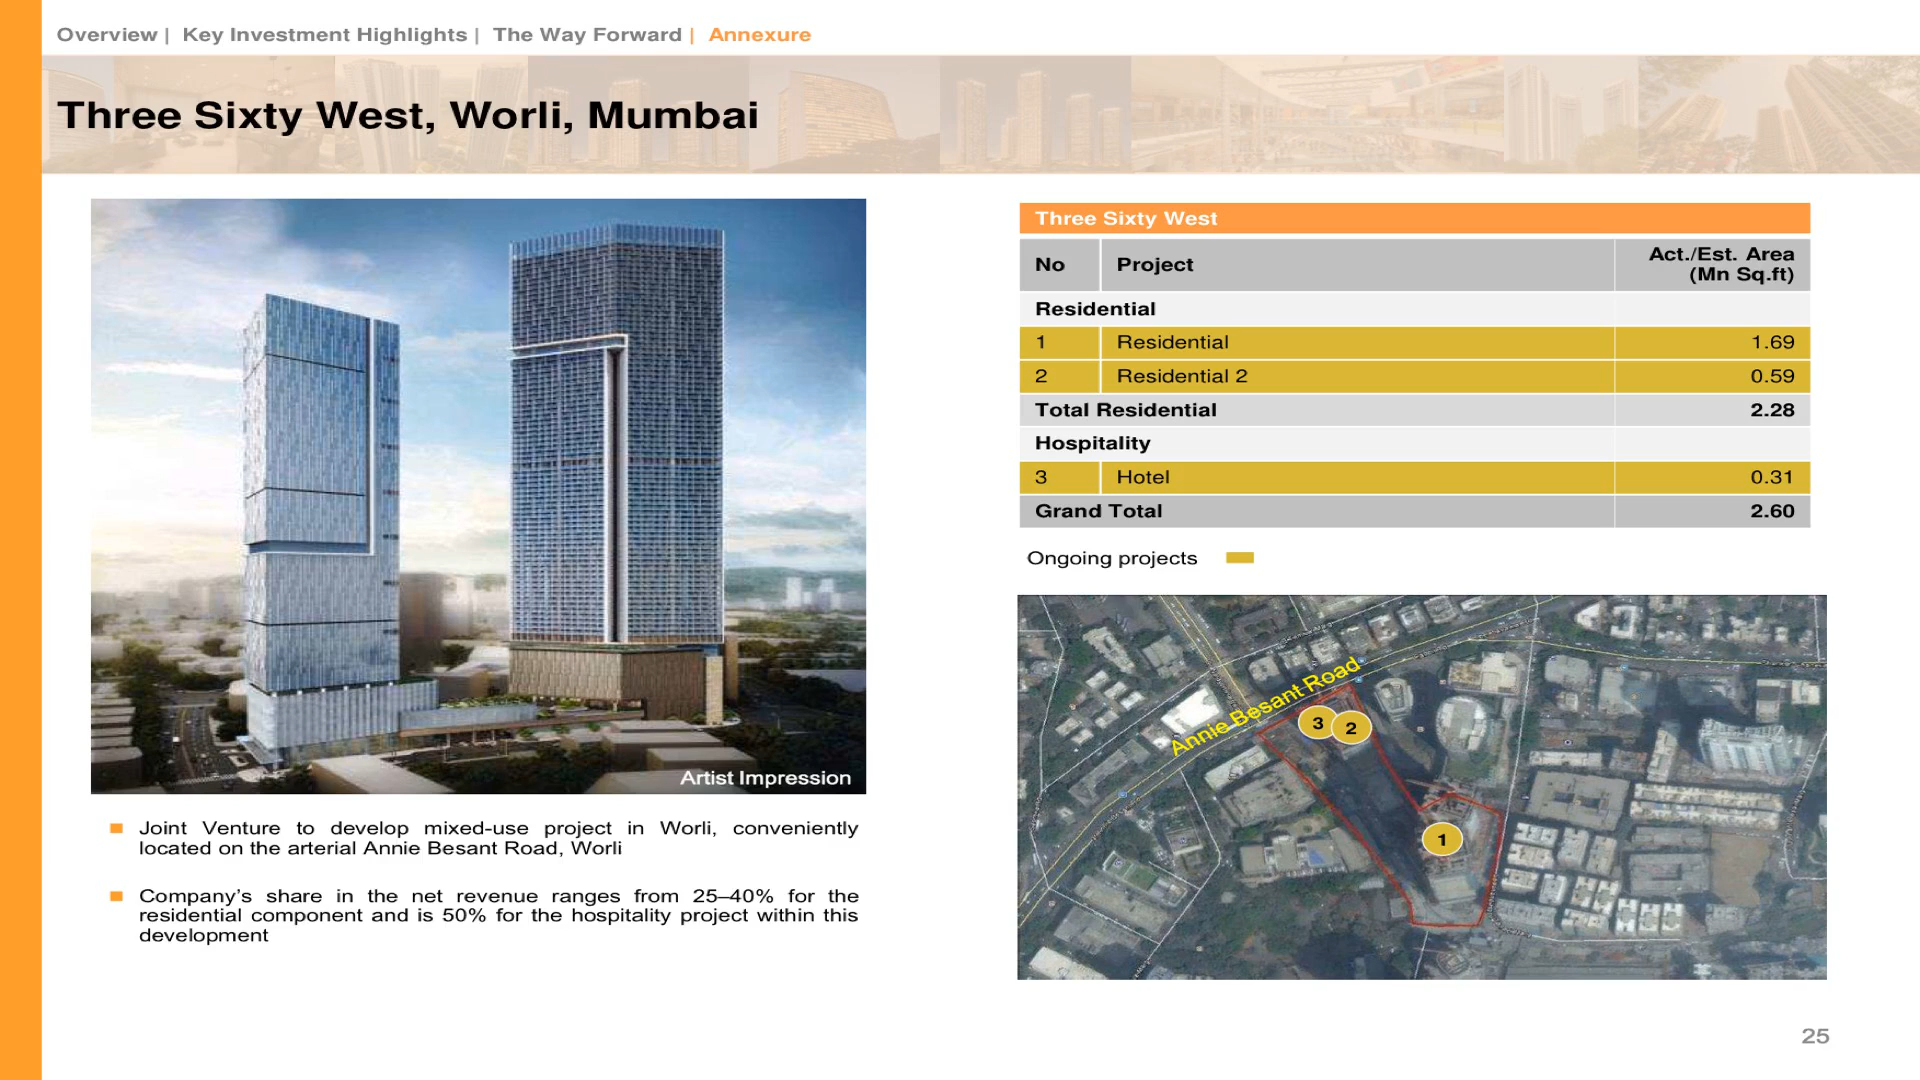 Overview | Key Investment Highlights | The Way Forward | Annexure
Three Sixty West, Worli, Mumbai
Artist Impression
Joint Venture to develop mixed-use project in Worli, conveniently
located on the arterial Annie Besant Road, Worli
Company’s share in the net revenue ranges from 25–40% for the
residential component and is 50% for the hospitality project within this
development
Three Sixty West
No Project Act./Est. Area
(Mn Sq.ft)
Residential
1 Residential 1.69
2 Residential 2 0.59
Total Residential 2.28
Hospitality
3 Hotel 0.31
Grand Total 2.60
Ongoing projects
Annie Besant Road
3 2
1
25